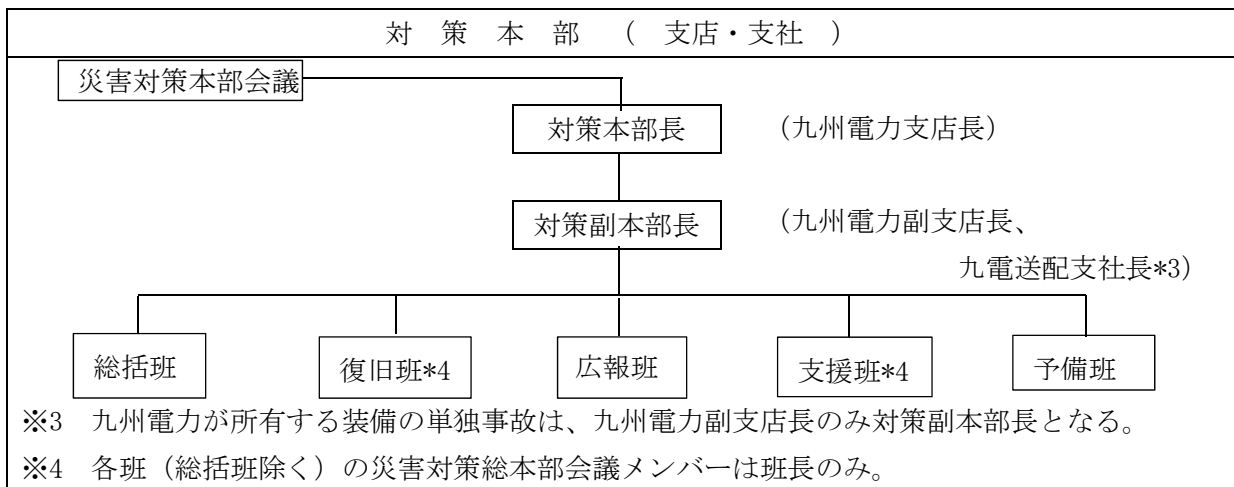 対 策 本 部 （ 支店・支社 ）
災害対策本部会議
対策本部長 （九州電力支店長）
対策副本部長 （九州電力副支店長、
九電送配支社長*3）
総括班 復旧班*4 広報班 支援班*4 予備班
※3 九州電力が所有する装備の単独事故は、九州電力副支店長のみ対策副本部長となる。
※4 各班（総括班除く）の災害対策総本部会議メンバーは班長のみ。